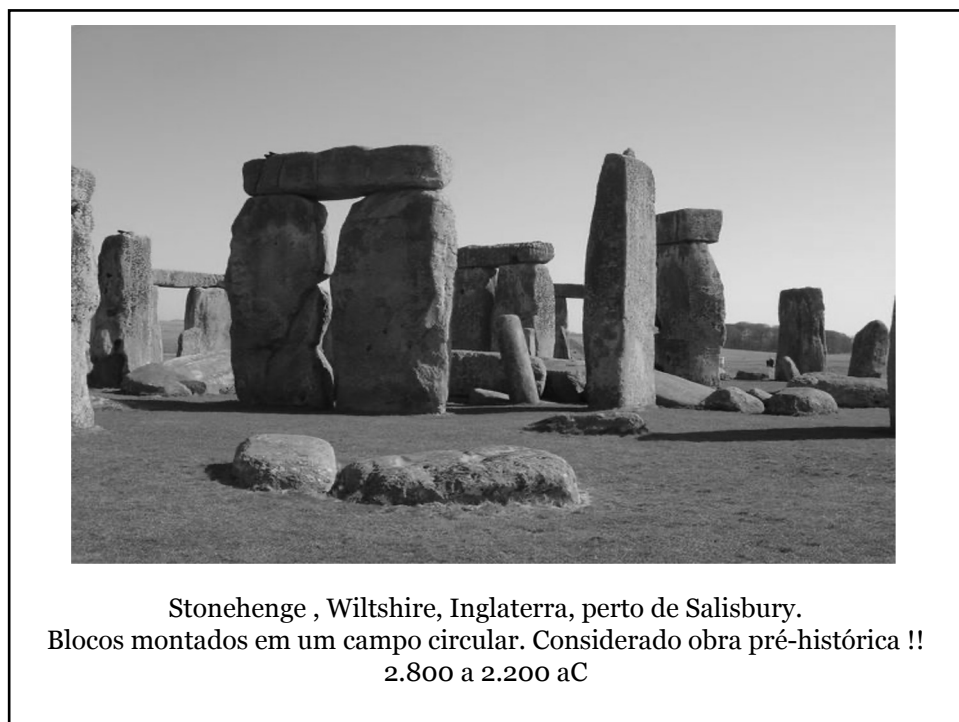 Stonehenge , Wiltshire, Inglaterra, perto de Salisbury.
Blocos montados em um campo circular. Considerado obra pré-histórica !!
2.800 a 2.200 aC